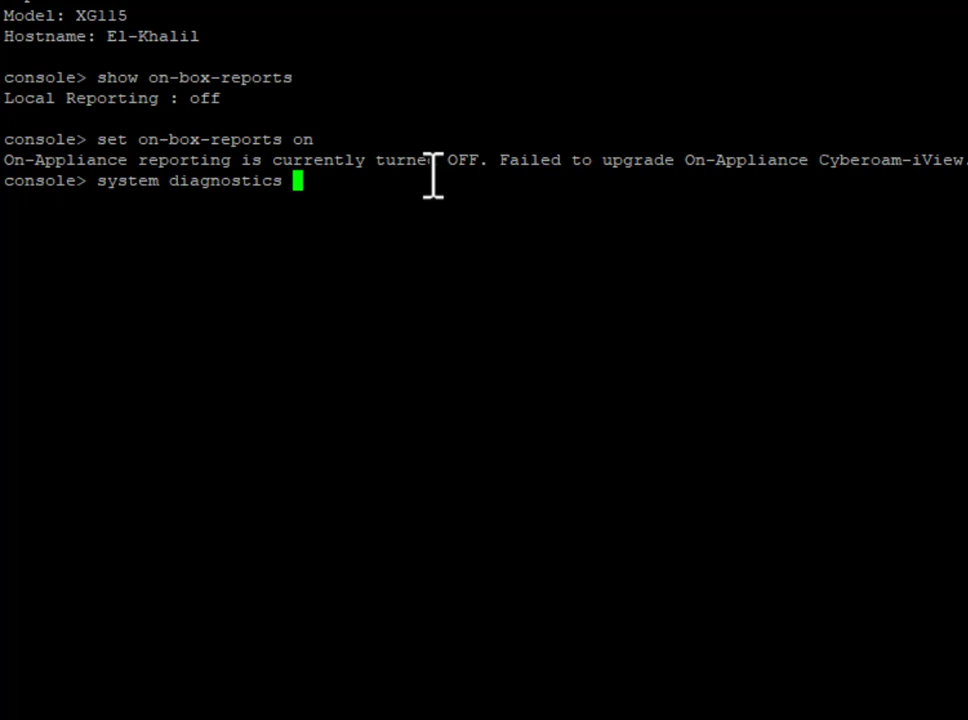 Model: XG115
Hostname: El-Khalil
console> show on-box-reports
Local Reporting : off
console> set on-box-reports on
On-Appliance reporting is currently turned OFF. Failed to upgrade On-Appliance Cyberoam-iView.
console> system diagnostics